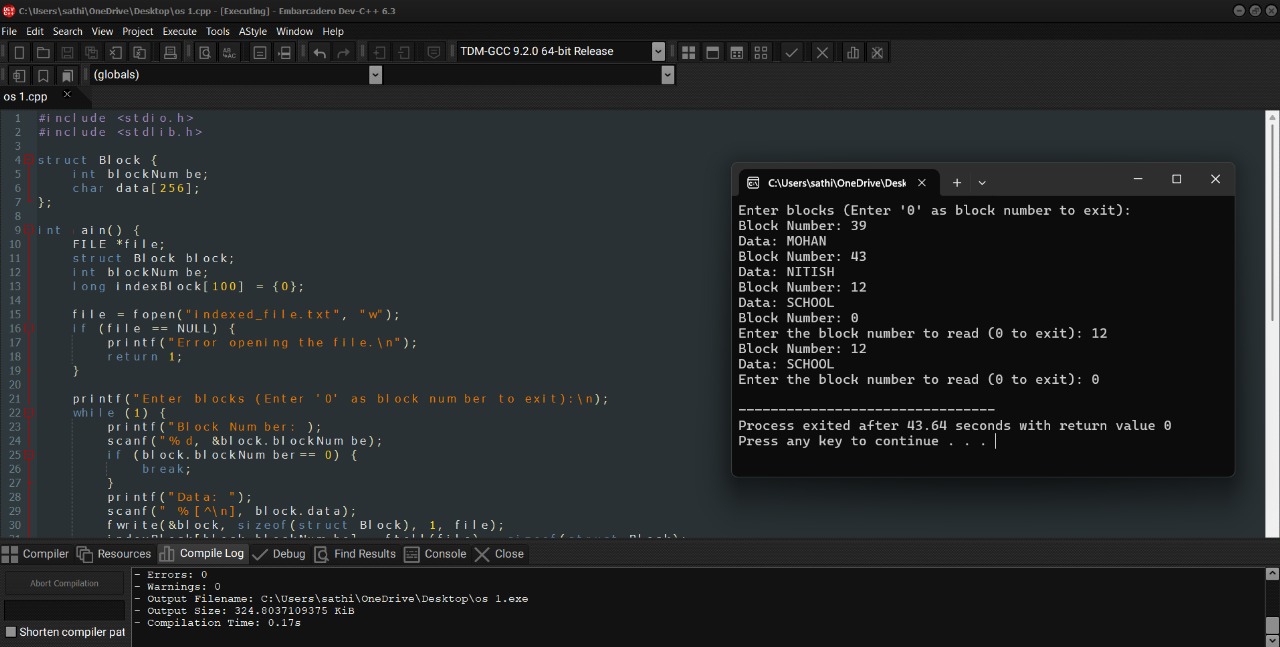 C:\Users\sathi\OneDrive\Desktop\os 1.cpp - [Executing] - Embarcadero Dev-C++ 6.3
File Edit Search View Project Execute Tools AStyle Window Help
TDM-GCC 9.2.0 64-bit Release
(globals)
os 1.cpp
1 #include <stdio.h>
2 #include <stdlib.h>
3
4 struct Block {
5 int blockNum be;
6 char data[256];
7 };
8
9 int ain() {
10 FILE *file;
11 struct Block block;
12 int blockNum be;
13 long indexBlock[100] = {0};
14
15 file = fopen("indexed_file.txt", "w");
16 if (file == NULL) {
17 printf("Error opening the file.\n");
18 return 1;
19 }
20
21 printf("Enter blocks (Enter '0' as block num ber to exit):\n);
22 while (1) {
23 printf("Block Num ber: );
24 scanf("%d, &block.blockNum be);
25 if (block.blockNum ber== 0) {
26 break;
27 }
28 printf("Data: ");
29 scanf(" %[^\n], block.data);
30 fwrite(&block, sizeof(struct Block), 1, file);
C:\Users\sathi\OneDrive\Desk
Enter blocks (Enter '0' as block number to exit):
Block Number: 39
Data: MOHAN
Block Number: 43
Data: NITISH
Block Number: 12
Data: SCHOOL
Block Number: 0
Enter the block number to read (0 to exit): 12
Block Number: 12
Data: SCHOOL
Enter the block number to read (0 to exit): 0
--------------------------------
Process exited after 43.64 seconds with return value 0
Press any key to continue . . .
Compiler Resources Compile Log Debug Find Results Console Close
Abort Compilation
Shorten compiler pat
- Errors: 0
- Warnings: 0
- Output Filename: C:\Users\sathi\OneDrive\Desktop\os 1.exe
- Output Size: 324.8037109375 KiB
- Compilation Time: 0.17s